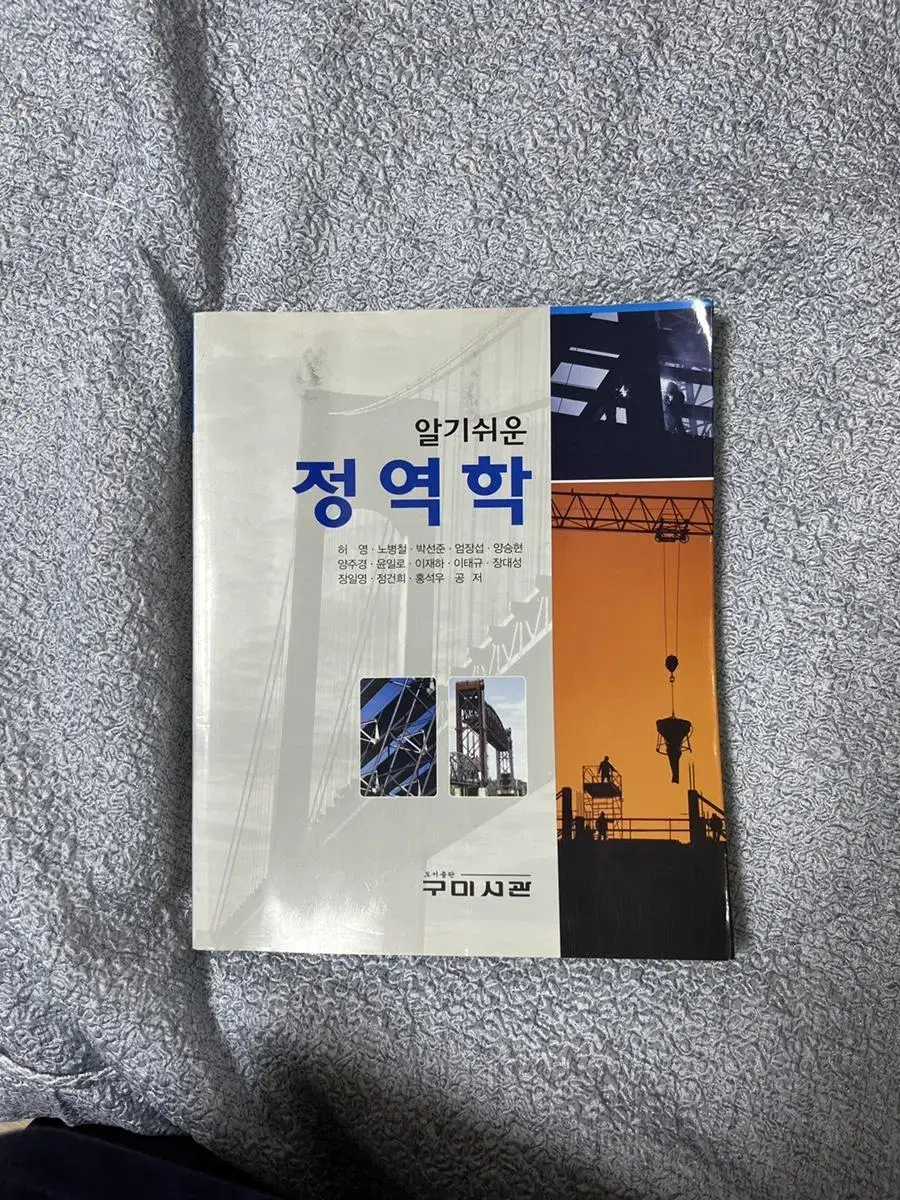 알기쉬운
정역학
허 영·노병철·박선준·엄장섭·양승현
양주경·윤일로·이재하·이태규·장대성
장일영·정건희·홍석우 공 저
도서출판
구미서관